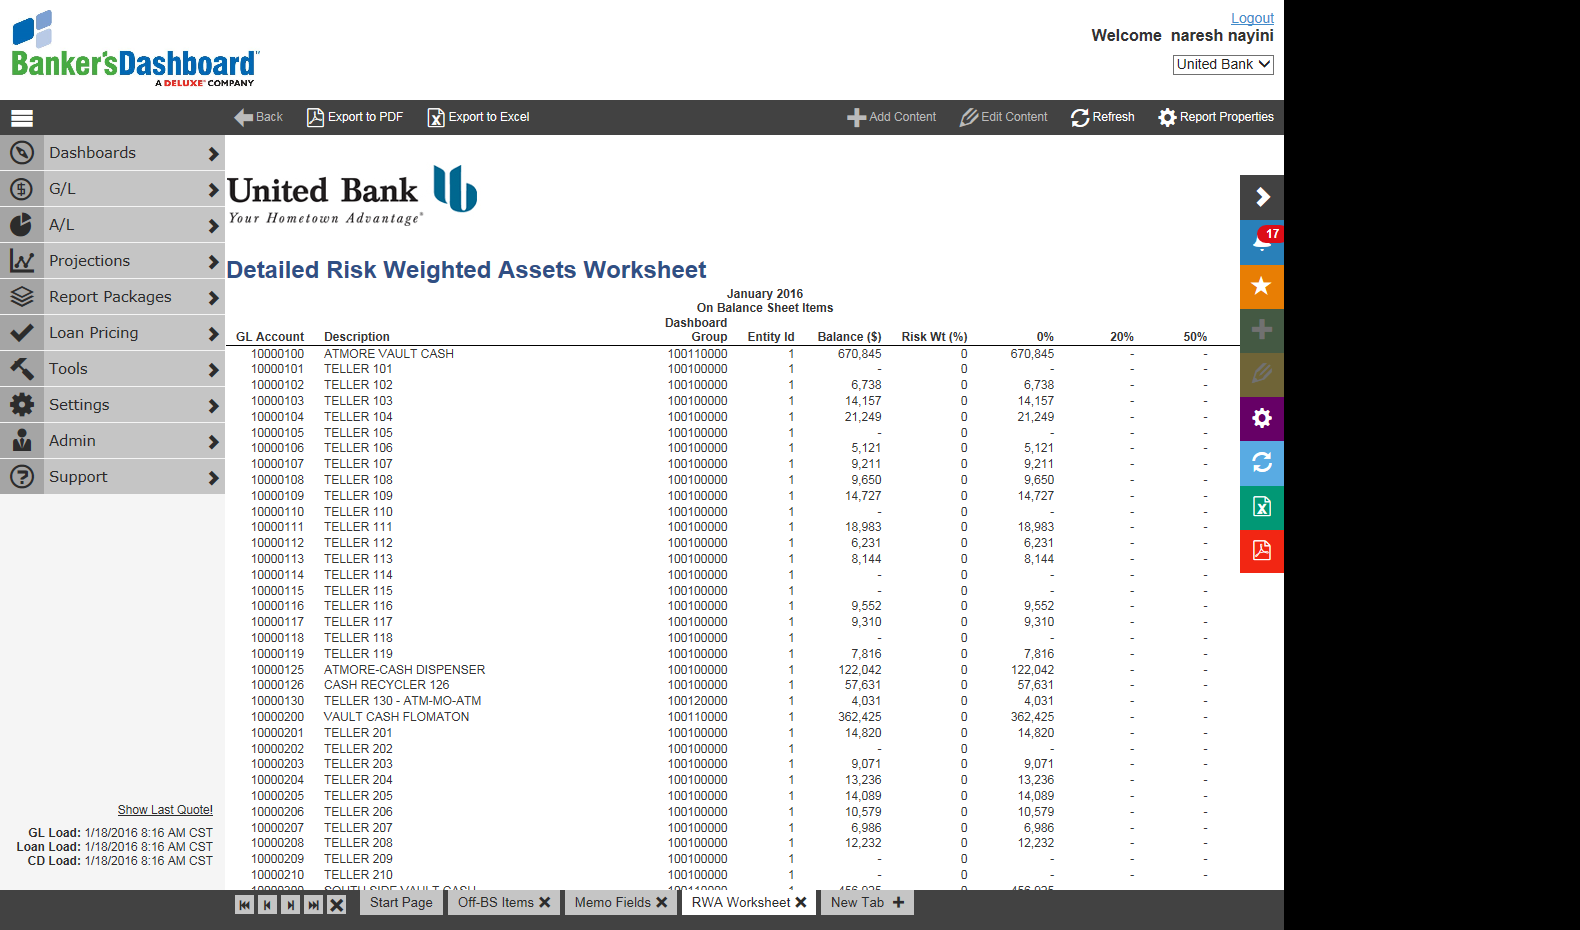 Banker'sDashboard
A DELUXE COMPANY
Logout
Welcome naresh nayini
United Bank
Back
Export to PDF
Export to Excel
Add Content
Edit Content
Refresh
Report Properties
Dashboards
G/L
A/L
Projections
Report Packages
Loan Pricing
Tools
Settings
Admin
Support
Show Last Quote!
GL Load: 1/18/2016 8:16 AM CST
Loan Load: 1/18/2016 8:16 AM CST
CD Load: 1/18/2016 8:16 AM CST
United Bank
Your Hometown Advantage®
17
Detailed Risk Weighted Assets Worksheet
January 2016
On Balance Sheet Items
GL Account Description Dashboard Group Entity Id Balance ($) Risk Wt (%) 0% 20% 50%
10000100 ATMORE VAULT CASH 100110000 1 670,845 0 670,845 - -
10000101 TELLER 101 100100000 1 - 0 - - -
10000102 TELLER 102 100100000 1 6,738 0 6,738 - -
10000103 TELLER 103 100100000 1 14,157 0 14,157 - -
10000104 TELLER 104 100100000 1 21,249 0 21,249 - -
10000105 TELLER 105 100100000 1 - 0 - - -
10000106 TELLER 106 100100000 1 5,121 0 5,121 - -
10000107 TELLER 107 100100000 1 9,211 0 9,211 - -
10000108 TELLER 108 100100000 1 9,650 0 9,650 - -
10000109 TELLER 109 100100000 1 14,727 0 14,727 - -
10000110 TELLER 110 100100000 1 - 0 - - -
10000111 TELLER 111 100100000 1 18,983 0 18,983 - -
10000112 TELLER 112 100100000 1 6,231 0 6,231 - -
10000113 TELLER 113 100100000 1 8,144 0 8,144 - -
10000114 TELLER 114 100100000 1 - 0 - - -
10000115 TELLER 115 100100000 1 - 0 - - -
10000116 TELLER 116 100100000 1 9,552 0 9,552 - -
10000117 TELLER 117 100100000 1 9,310 0 9,310 - -
10000118 TELLER 118 100100000 1 - 0 - - -
10000119 TELLER 119 100100000 1 7,816 0 7,816 - -
10000125 ATMORE-CASH DISPENSER 100100000 1 122,042 0 122,042 - -
10000126 CASH RECYCLER 126 100100000 1 57,631 0 57,631 - -
10000130 TELLER 130 - ATM-MO-ATM 100120000 1 4,031 0 4,031 - -
10000200 VAULT CASH FLOMATON 100110000 1 362,425 0 362,425 - -
10000201 TELLER 201 100100000 1 14,820 0 14,820 - -
10000202 TELLER 202 100100000 1 - 0 - - -
10000203 TELLER 203 100100000 1 9,071 0 9,071 - -
10000204 TELLER 204 100100000 1 13,236 0 13,236 - -
10000205 TELLER 205 100100000 1 14,089 0 14,089 - -
10000206 TELLER 206 100100000 1 10,579 0 10,579 - -
10000207 TELLER 207 100100000 1 6,986 0 6,986 - -
10000208 TELLER 208 100100000 1 12,232 0 12,232 - -
10000209 TELLER 209 100100000 1 - 0 - - -
10000210 TELLER 210 100100000 1 - 0 - - -
10000300 SOUTH SIDE VAULT CASH 100110000 1 456,925 0 456,925 - -
Start Page
Off-BS Items
Memo Fields
RWA Worksheet
New Tab